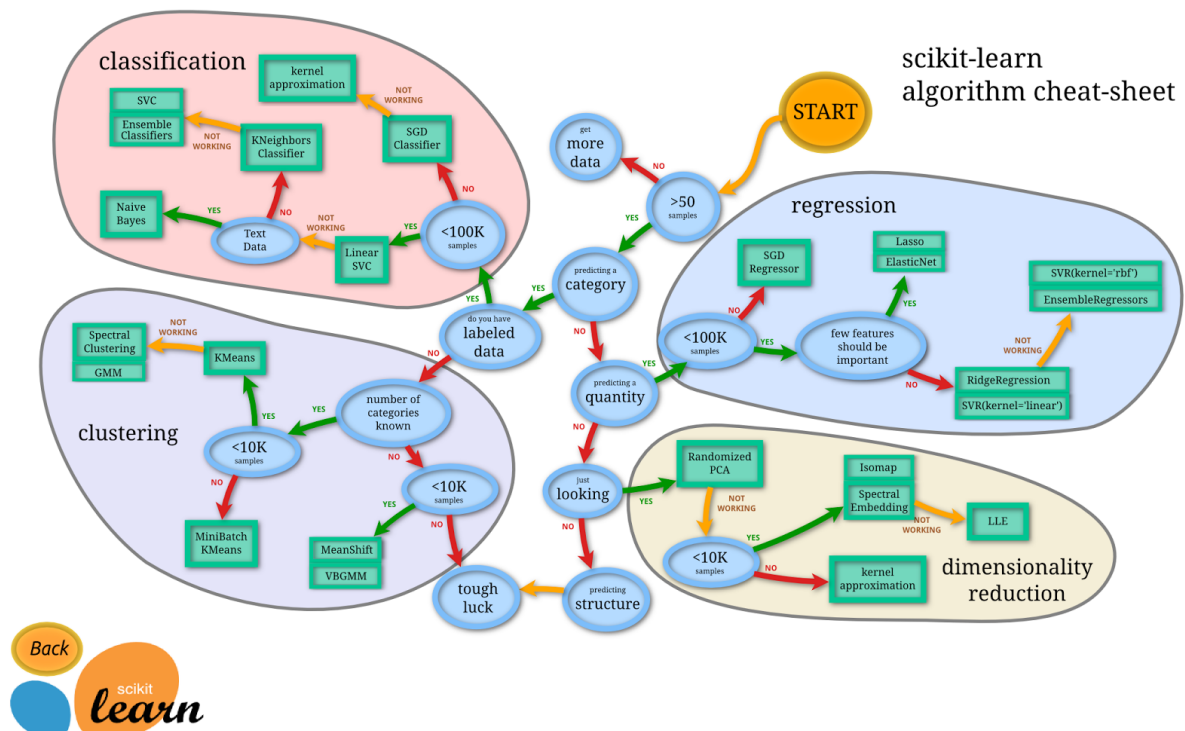 scikit-learn
algorithm cheat-sheet
START
classification
kernel
approximation
NOT
WORKING
SVC
Ensemble
Classifiers
NOT
WORKING
KNeighbors
Classifier
SGD
Classifier
NO
Naive
Bayes
YES
Text
Data
NO
NOT
WORKING
Linear
SVC
YES
<100K
samples
get
more
data
NO
>50
samples
YES
predicting a
category
YES
YES
do you have
labeled
data
NO
NO
predicting a
quantity
YES
NO
just
looking
YES
NO
predicting
structure
tough
luck
regression
SGD
Regressor
NO
<100K
samples
YES
Lasso
ElasticNet
YES
few features
should be
important
NO
SVR(kernel='rbf')
EnsembleRegressors
NOT
WORKING
RidgeRegression
SVR(kernel='linear')
clustering
Spectral
Clustering
GMM
NOT
WORKING
KMeans
YES
number of
categories
known
YES
NO
<10K
samples
NO
MiniBatch
KMeans
<10K
samples
YES
NO
MeanShift
VBGMM
Randomized
PCA
NOT
WORKING
<10K
samples
YES
NO
Isomap
Spectral
Embedding
NOT
WORKING
LLE
kernel
approximation
dimensionality
reduction
Back
scikit
learn